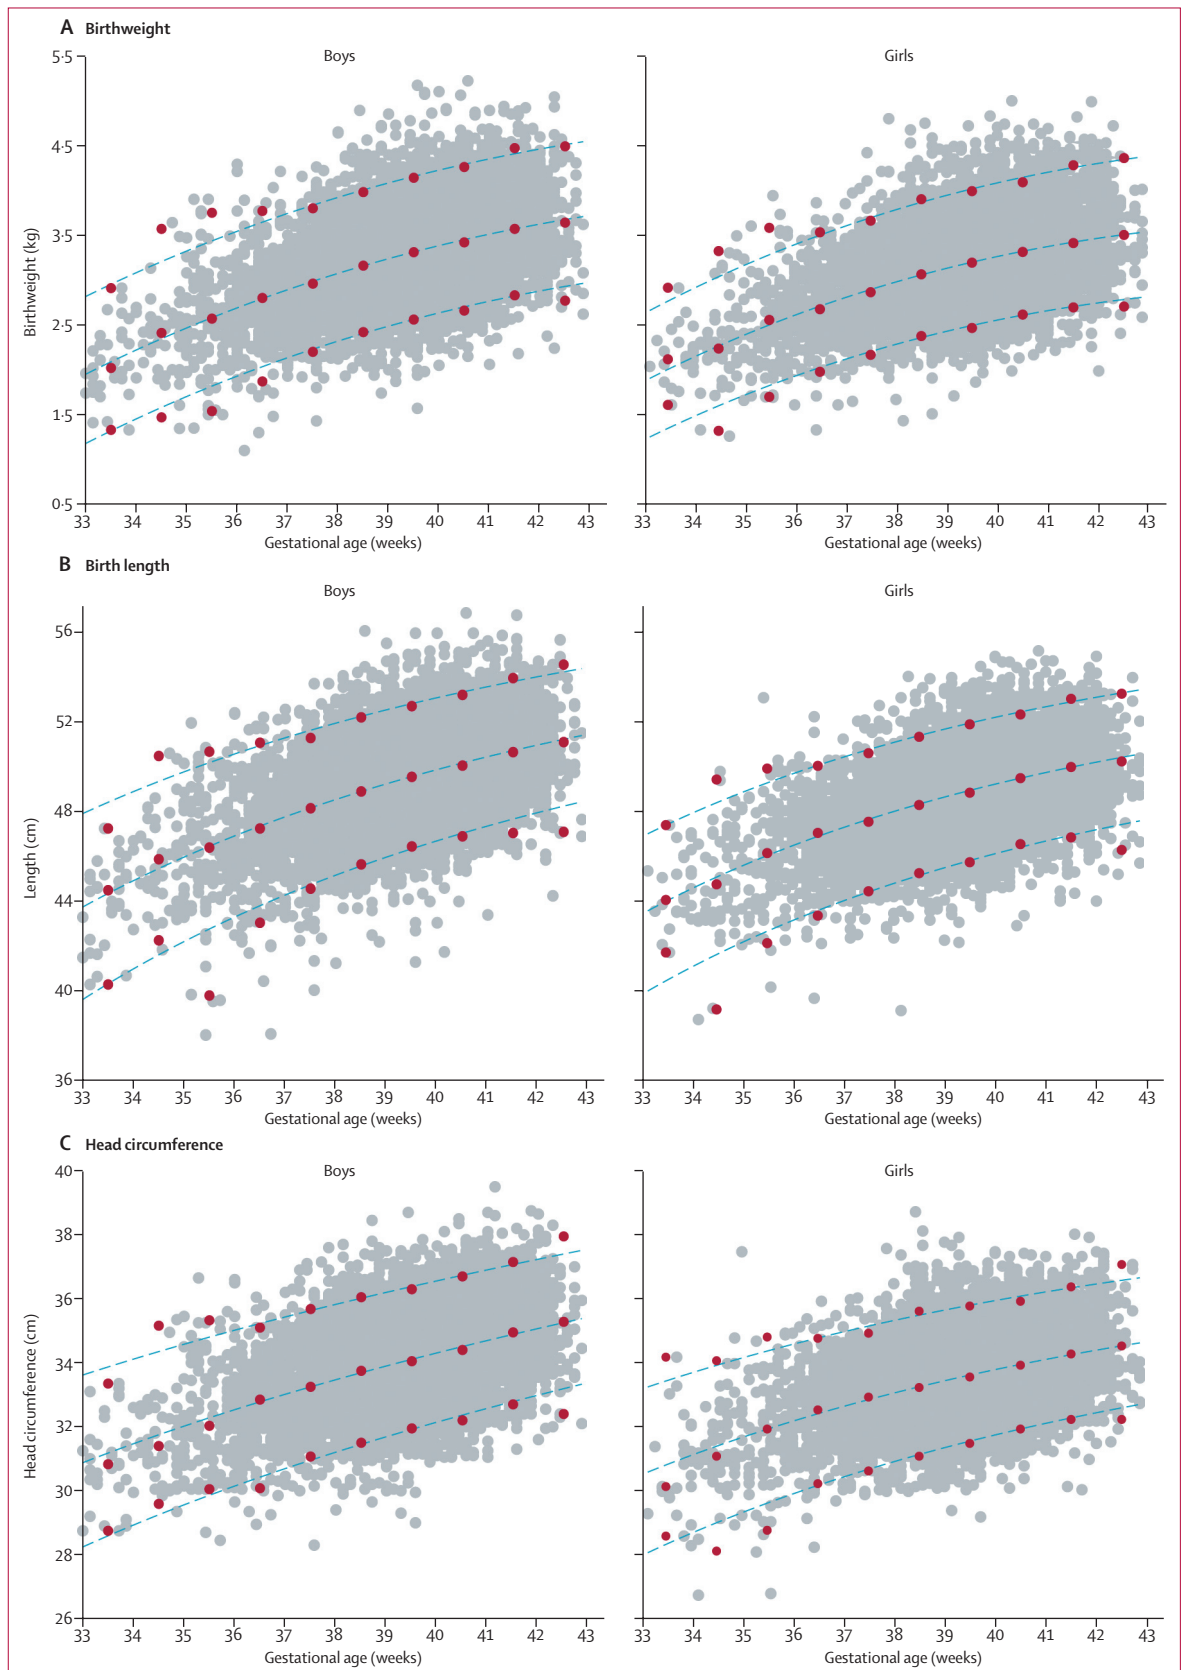 A Birthweight
Boys
Girls
5·5
4·5
3·5
2·5
1·5
0·5
Birthweight (kg)
33 34 35 36 37 38 39 40 41 42 43
33 34 35 36 37 38 39 40 41 42 43
Gestational age (weeks)
Gestational age (weeks)
B Birth length
Boys
Girls
56
52
48
44
40
36
Length (cm)
33 34 35 36 37 38 39 40 41 42 43
33 34 35 36 37 38 39 40 41 42 43
Gestational age (weeks)
Gestational age (weeks)
C Head circumference
Boys
Girls
40
38
36
34
32
30
28
26
Head circumference (cm)
33 34 35 36 37 38 39 40 41 42 43
33 34 35 36 37 38 39 40 41 42 43
Gestational age (weeks)
Gestational age (weeks)